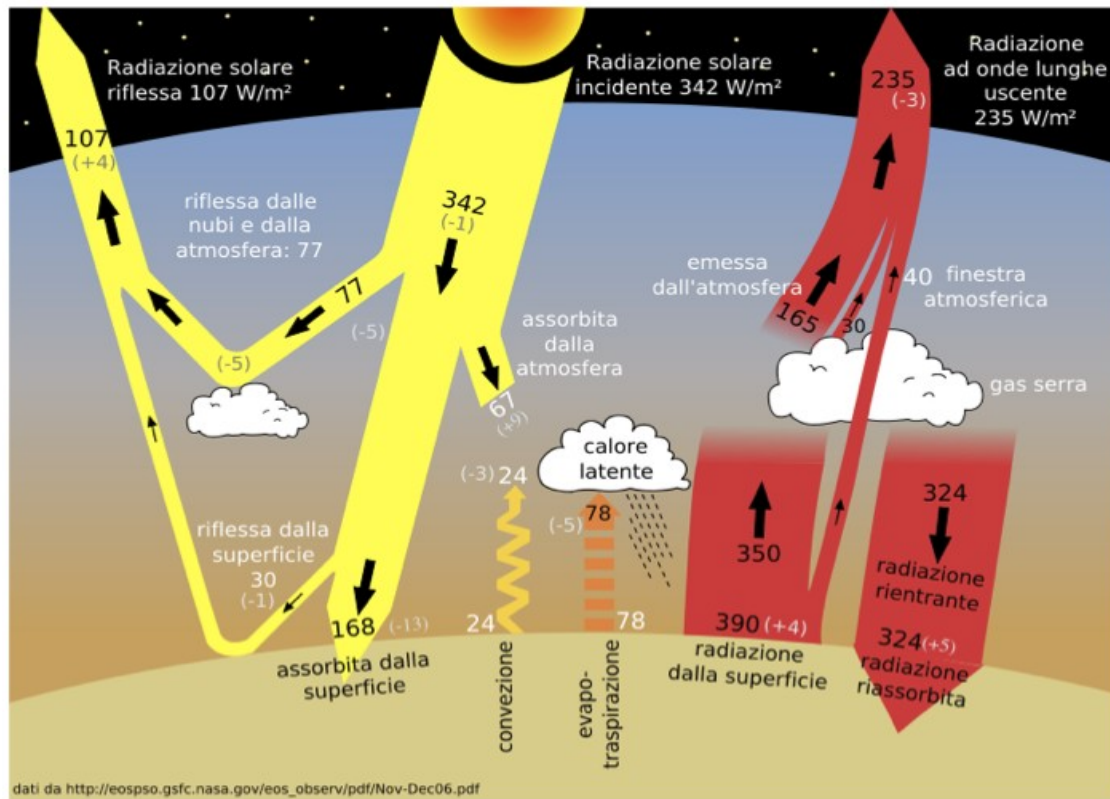 Radiazione solare
riflessa 107 W/m²
Radiazione solare
incidente 342 W/m²
Radiazione
ad onde lunghe
uscente
235 W/m²
235
(-3)
107
(+4)
riflessa dalle
nubi e dalla
atmosfera: 77
342
(-1)
77
(-5)
(-5)
emessa
dall'atmosfera
165
30
40
finestra
atmosferica
assorbita
dalla
atmosfera
67
(+9)
gas serra
calore
latente
(-3) 24
(-5)
78
350
324
radiazione
rientrante
riflessa dalla
superficie
30
(-1)
168 (-13)
assorbita dalla
superficie
24
convezione
78
evapo-
traspirazione
390 (+4)
radiazione
dalla superficie
324 (+5)
radiazione
riassorbita
dati da http://eospso.gsfc.nasa.gov/eos_observ/pdf/Nov-Dec06.pdf